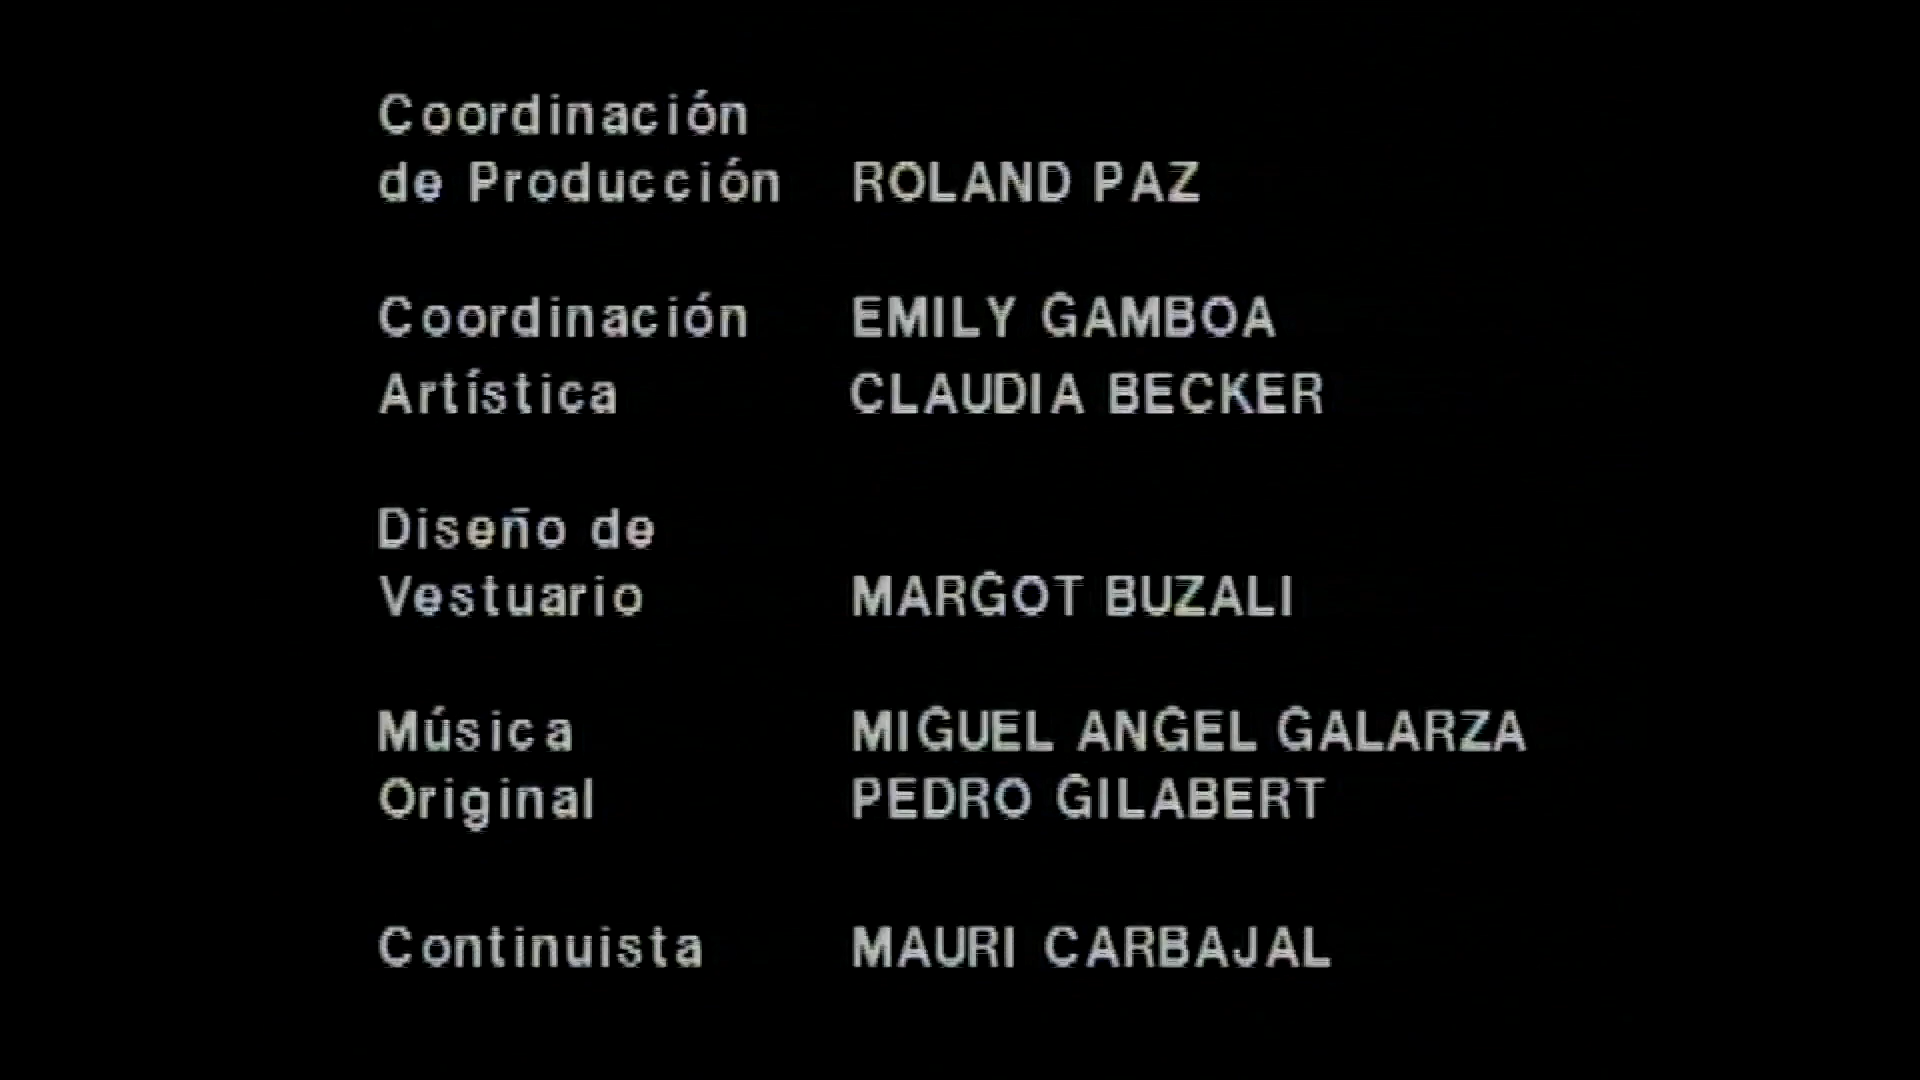 Coordinación
de Producción ROLAND PAZ
Coordinación EMILY GAMBOA
Artística CLAUDIA BECKER
Diseño de
Vestuario MARGOT BUZALI
Música MIGUEL ANGEL GALARZA
Original PEDRO GILABERT
Continuista MAURI CARBAJAL